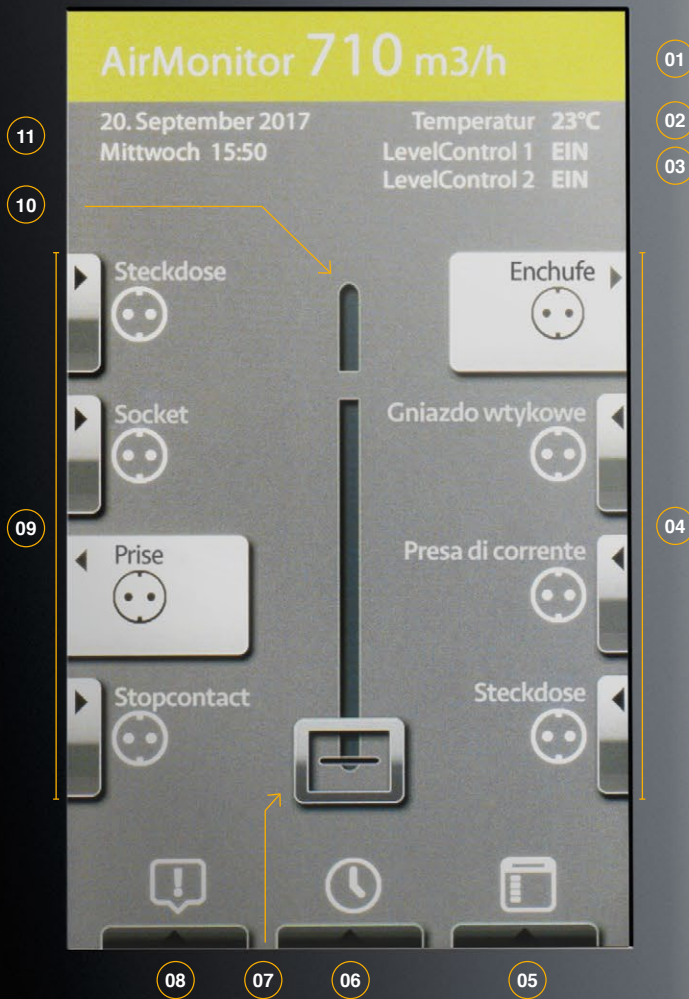 AirMonitor 710 m3/h
01
20. September 2017
Mittwoch 15:50
Temperatur 23°C
LevelControl 1 EIN
LevelControl 2 EIN
02
03
11
10
Steckdose
Enchufe
Socket
Gniazdo wtykowe
09
04
Prise
Presa di corrente
Stopcontact
Steckdose
08
07
06
05